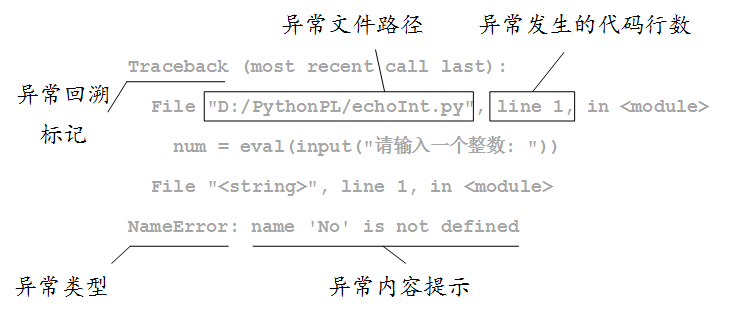 异常文件路径
异常发生的代码行数
异常回溯
标记
Traceback (most recent call last):
File "D:/PythonPL/echoInt.py", line 1, in <module>
num = eval(input("请输入一个整数: "))
File "<string>", line 1, in <module>
NameError: name 'No' is not defined
异常类型
异常内容提示